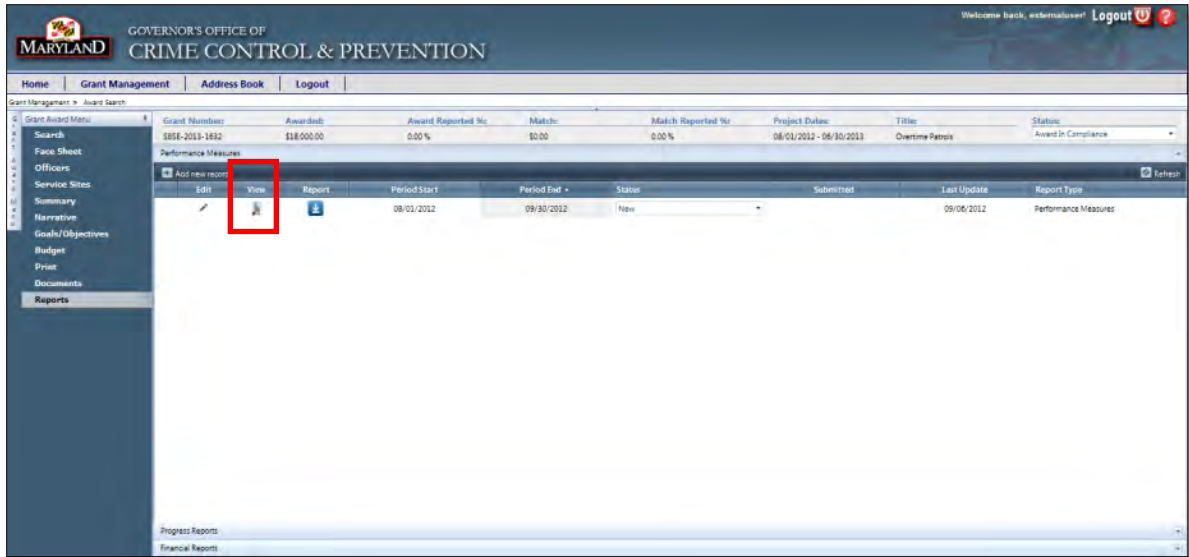 Welcome back, externaluser! Logout ?
MARYLAND
GOVERNOR'S OFFICE OF
CRIME CONTROL & PREVENTION
Home | Grant Management | Address Book | Logout
Grant Management > Award Search
Grant Award Menu
Search
Face Sheet
Officers
Service Sites
Summary
Narrative
Goals/Objectives
Budget
Print
Documents
Reports
Grant Number: Awarded: Award Reported %: Match: Match Reported %: Project Dates: Title: Status:
SBSE-2013-1632 $18,000.00 0.00 % $0.00 0.00 % 08/01/2012 - 06/30/2013 Overtime Patrols Award In Compliance
Performance Measures
Add new record Refresh
Edit View Report Period Start Period End Status Submitted Last Update Report Type
08/01/2012 09/30/2012 New 09/06/2012 Performance Measures
Progress Reports
Financial Reports